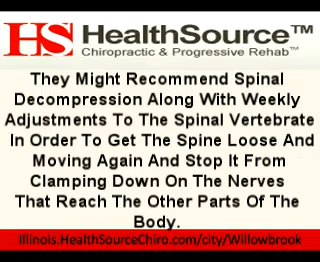 HS HealthSource™
Chiropractic & Progressive Rehab™
They Might Recommend Spinal
Decompression Along With Weekly
Adjustments To The Spinal Vertebrate
In Order To Get The Spine Loose And
Moving Again And Stop It From
Clamping Down On The Nerves
That Reach The Other Parts Of The
Body.
Illinois.HealthSourceChiro.com/city/Willowbrook